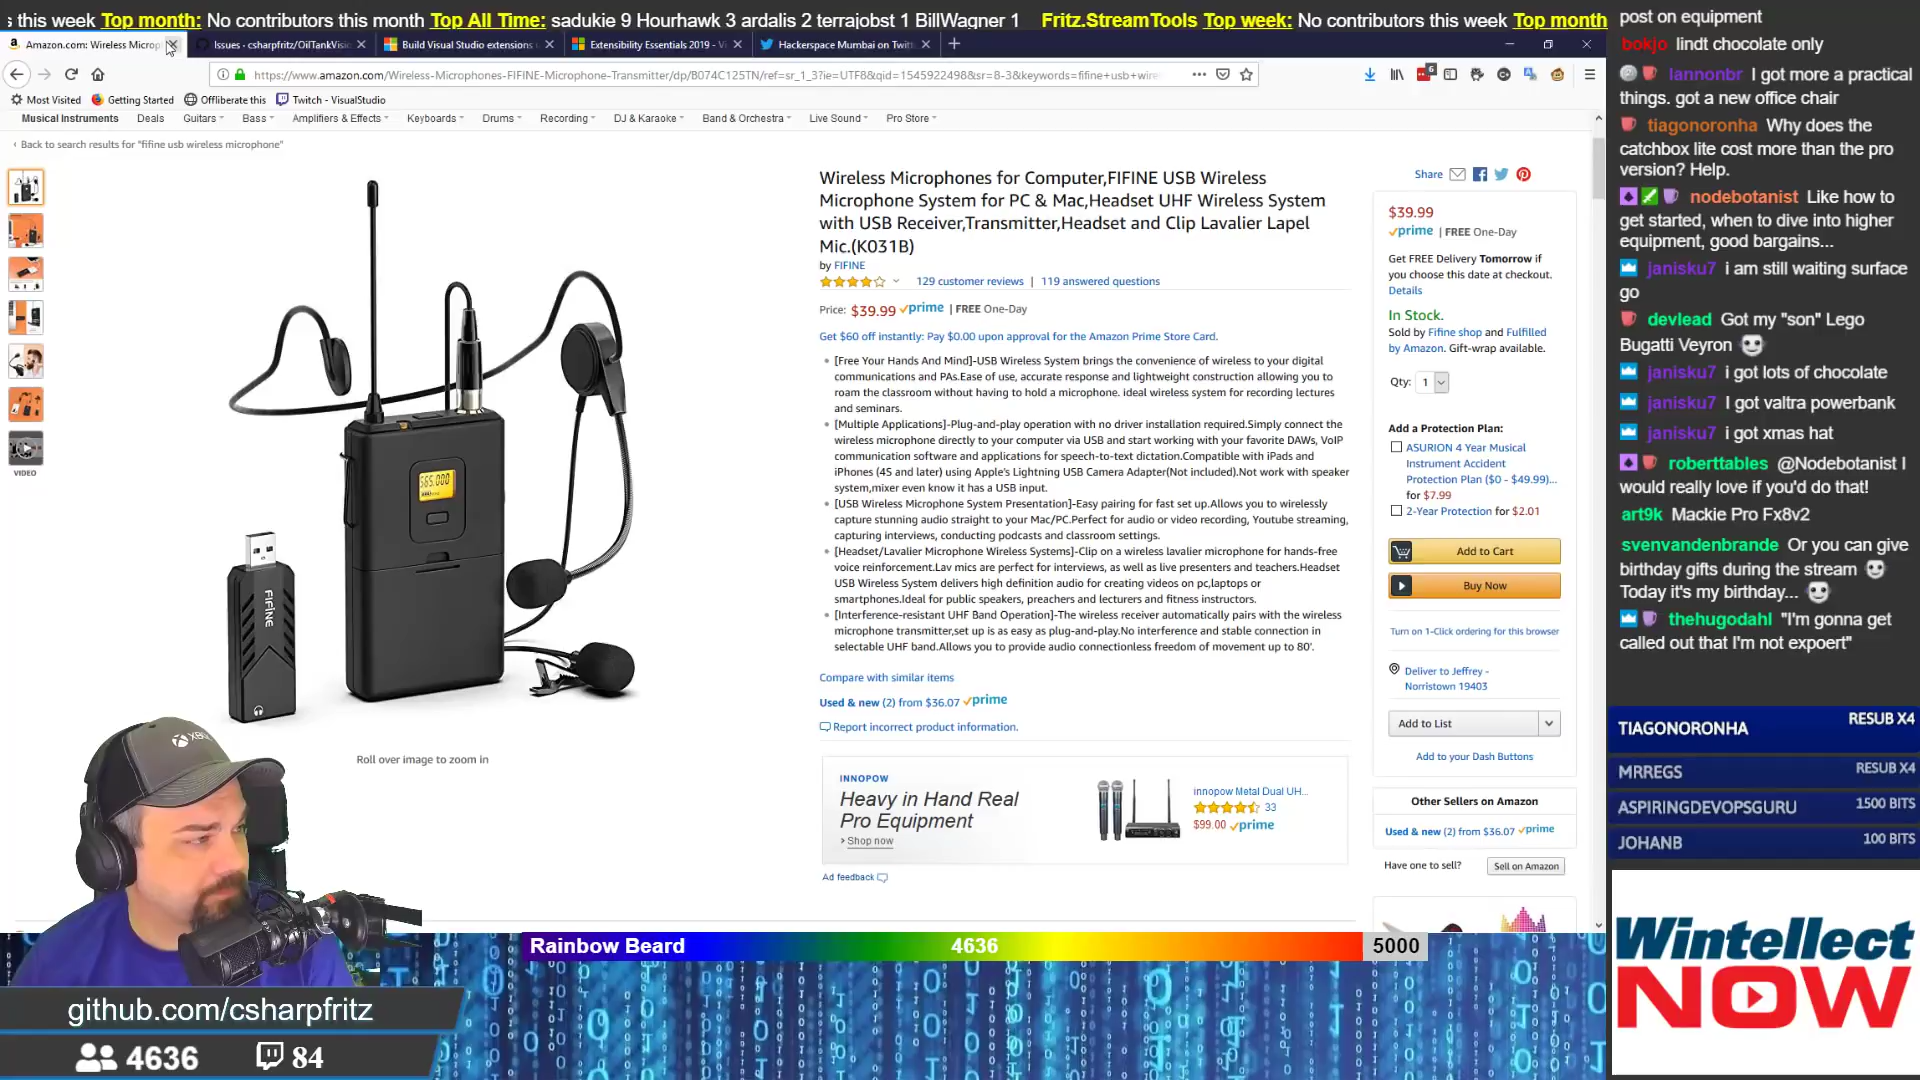 s this week Top month: No contributors this month Top All Time: sadukie 9 Hourhawk 3 ardalis 2 terrajobst 1 BillWagner 1 Fritz.StreamTools Top week: No contributors this week Top month
Amazon.com: Wireless Microp
Issues · csharpfritz/OilTankVisio
Build Visual Studio extensions
Extensibility Essentials 2019 - Vi
Hackerspace Mumbai on Twitt
https://www.amazon.com/Wireless-Microphones-FIFINE-Microphone-Transmitter/dp/B074C125TN/ref=sr_1_3?ie=UTF8&qid=1545922498&sr=8-3&keywords=fifine+usb+wire
6
Most Visited Getting Started Offliberate this Twitch - VisualStudio
Musical Instruments Deals Guitars Bass Amplifiers & Effects Keyboards Drums Recording DJ & Karaoke Band & Orchestra Live Sound Pro Store
‹ Back to search results for "fifine usb wireless microphone"
VIDEO
565.000
FIFINE
Roll over image to zoom in
Wireless Microphones for Computer,FIFINE USB Wireless
Microphone System for PC & Mac,Headset UHF Wireless System
with USB Receiver,Transmitter,Headset and Clip Lavalier Lapel
Mic.(K031B)
by FIFINE
129 customer reviews | 119 answered questions
Price: $39.99 prime | FREE One-Day
Get $60 off instantly: Pay $0.00 upon approval for the Amazon Prime Store Card.
• [Free Your Hands And Mind]-USB Wireless System brings the convenience of wireless to your digital
communications and PAs.Ease of use, accurate response and lightweight construction allowing you to
roam the classroom without having to hold a microphone. ideal wireless system for recording lectures
and seminars.
• [Multiple Applications]-Plug-and-play operation with no driver installation required.Simply connect the
wireless microphone directly to your computer via USB and start working with your favorite DAWs, VoIP
communication software and applications for speech-to-text dictation.Compatible with iPads and
iPhones (4S and later) using Apple's Lightning USB Camera Adapter(Not included).Not work with speaker
system,mixer even know it has a USB input.
• [USB Wireless Microphone System Presentation]-Easy pairing for fast set up.Allows you to wirelessly
capture stunning audio straight to your Mac/PC.Perfect for audio or video recording, Youtube streaming,
capturing interviews, conducting podcasts and classroom settings.
• [Headset/Lavalier Microphone Wireless Systems]-Clip on a wireless lavalier microphone for hands-free
voice reinforcement.Lav mics are perfect for interviews, as well as live presenters and teachers.Headset
USB Wireless System delivers high definition audio for creating videos on pc,laptops or
smartphones.Ideal for public speakers, preachers and lecturers and fitness instructors.
• [Interference-resistant UHF Band Operation]-The wireless receiver automatically pairs with the wireless
microphone transmitter,set up is as easy as plug-and-play.No interference and stable connection in
selectable UHF band.Allows you to provide audio connectionless freedom of movement up to 80'.
Compare with similar items
Used & new (2) from $36.07 prime
Report incorrect product information.
INNOPOW
Heavy in Hand Real
Pro Equipment
› Shop now
innopow Metal Dual UH...
33
$99.00 prime
Ad feedback
Share
$39.99
prime | FREE One-Day
Get FREE Delivery Tomorrow if
you choose this date at checkout.
Details
In Stock.
Sold by Fifine shop and Fulfilled
by Amazon. Gift-wrap available.
Qty: 1
Add a Protection Plan:
ASURION 4 Year Musical
Instrument Accident
Protection Plan ($0 - $49.99)...
for $7.99
2-Year Protection for $2.01
Add to Cart
Buy Now
Turn on 1-Click ordering for this browser
Deliver to Jeffrey -
Norristown 19403
Add to List
Add to your Dash Buttons
Other Sellers on Amazon
Used & new (2) from $36.07 prime
Have one to sell? Sell on Amazon
post on equipment
bokjo lindt chocolate only
lannonbr I got more a practical
things. got a new office chair
tiagonoronha Why does the
catchbox lite cost more than the pro
version? Help.
nodebotanist Like how to
get started, when to dive into higher
equipment, good bargains...
janisku7 i am still waiting surface
go
devlead Got my "son" Lego
Bugatti Veyron
janisku7 i got lots of chocolate
janisku7 I got valtra powerbank
janisku7 i got xmas hat
roberttables @Nodebotanist I
would really love if you'd do that!
art9k Mackie Pro Fx8v2
svenvandenbrande Or you can give
birthday gifts during the stream
Today it's my birthday...
thehugodahl "I'm gonna get
called out that I'm not expoert"
TIAGONORONHA RESUB X4
MRREGS RESUB X4
ASPIRINGDEVOPSGURU 1500 BITS
JOHANB 100 BITS
Wintellect
NOW
XBOX
Rainbow Beard 4636 5000
github.com/csharpfritz
4636 84